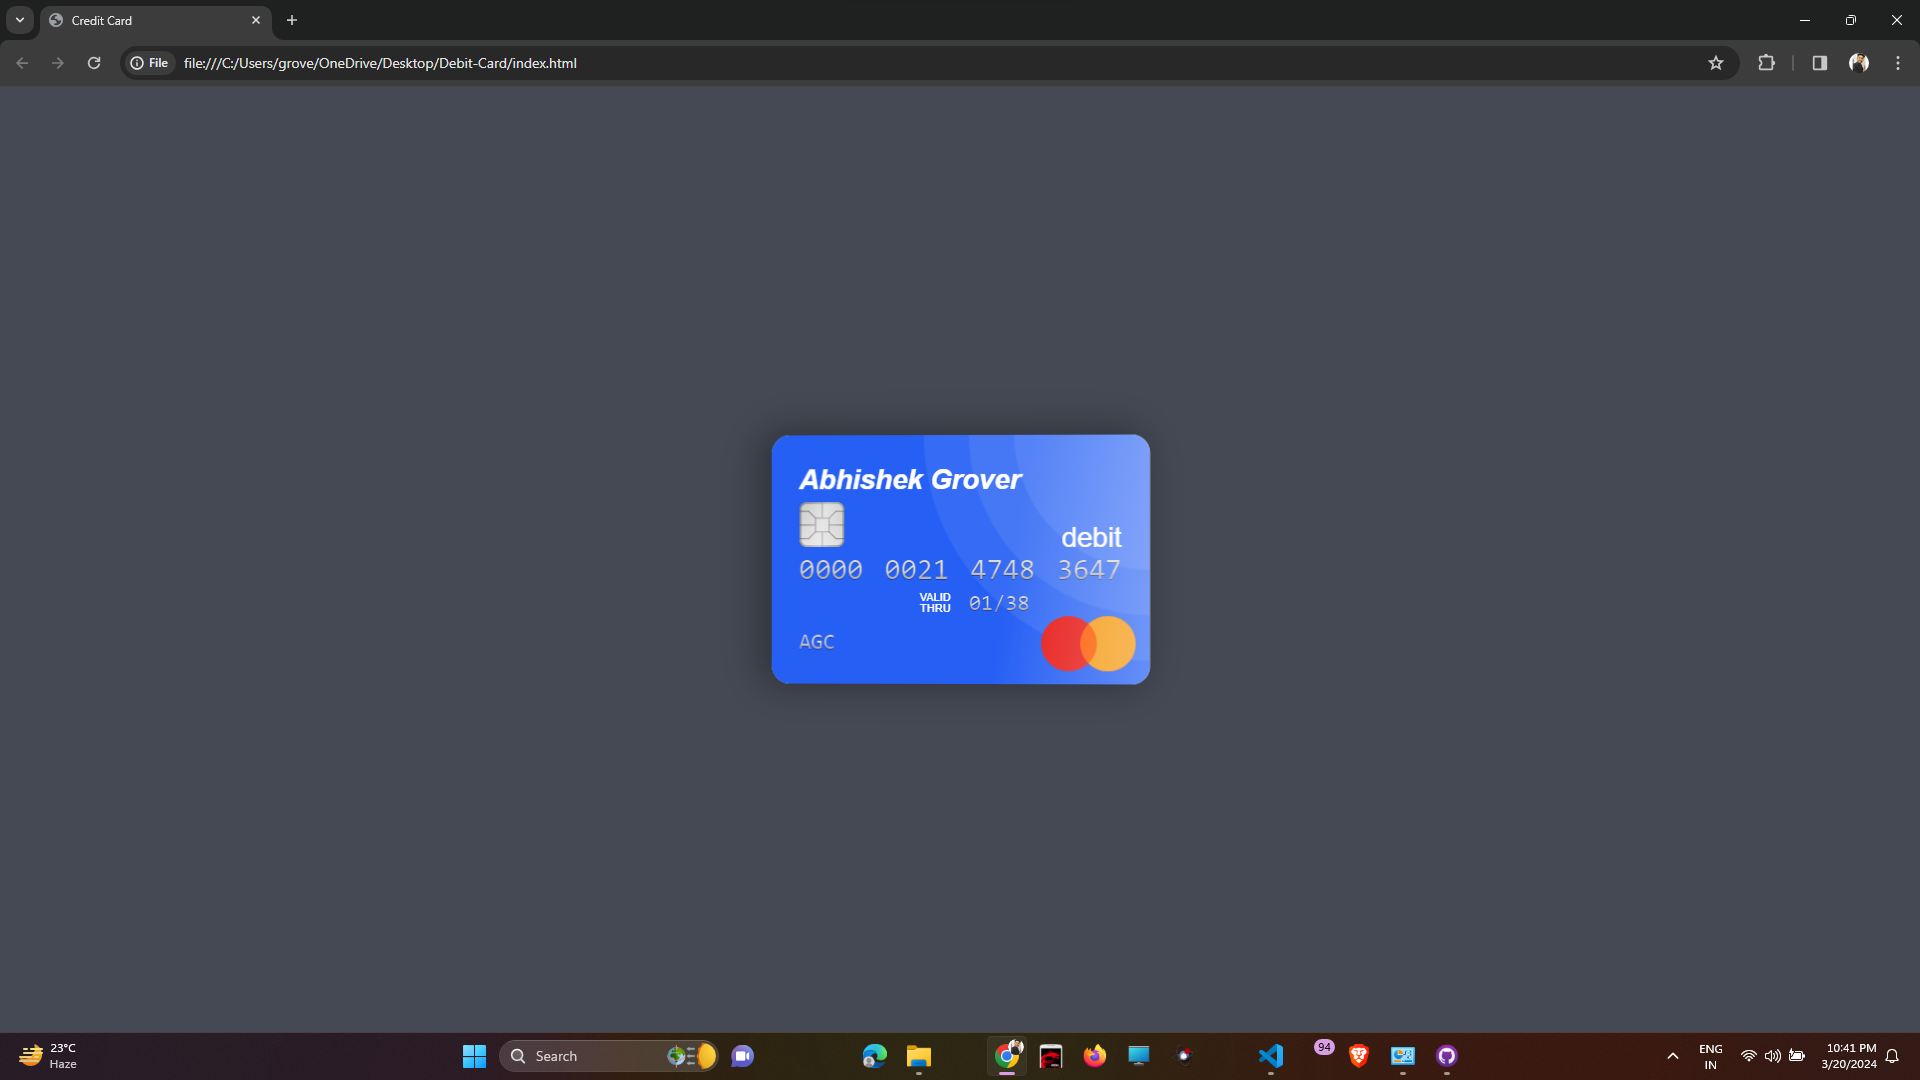 Credit Card
File file:///C:/Users/grove/OneDrive/Desktop/Debit-Card/index.html
Abhishek Grover
debit
0000 0021 4748 3647
VALID
THRU
01/38
AGC
23°C
Haze
Search
94
ENG
IN
10:41 PM
3/20/2024